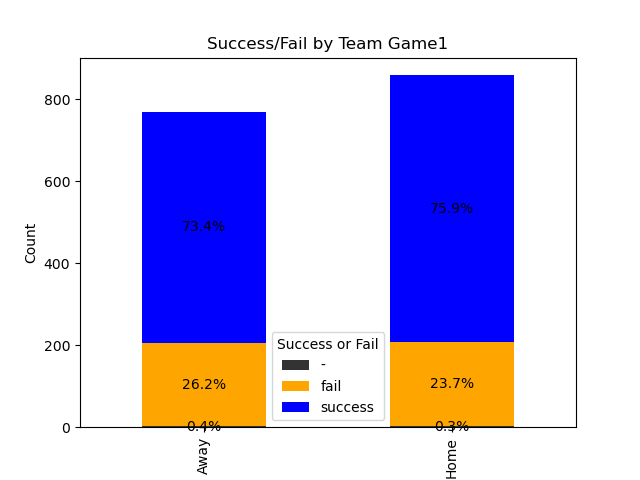 Success/Fail by Team Game1
Count
800
600
400
200
0
73.4%
75.9%
26.2%
23.7%
0.4%
0.3%
Success or Fail
-
fail
success
Away
Home